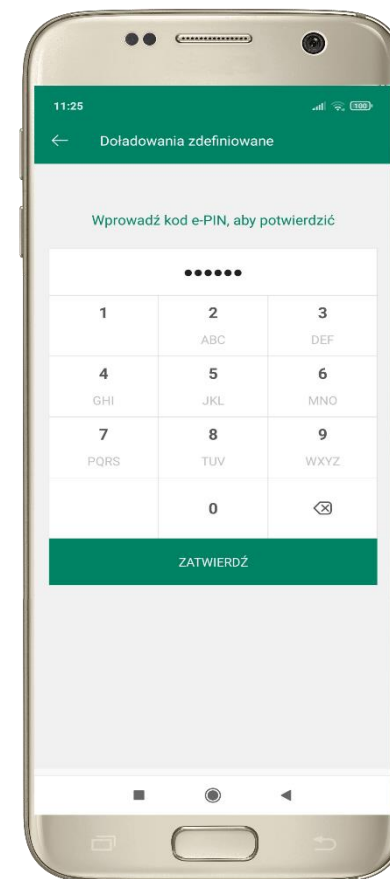 11:25
100
Doładowania zdefiniowane
Wprowadź kod e-PIN, aby potwierdzić
••••••
1 2 3
ABC DEF
4 5 6
GHI JKL MNO
7 8 9
PQRS TUV WXYZ
0
ZATWIERDŹ